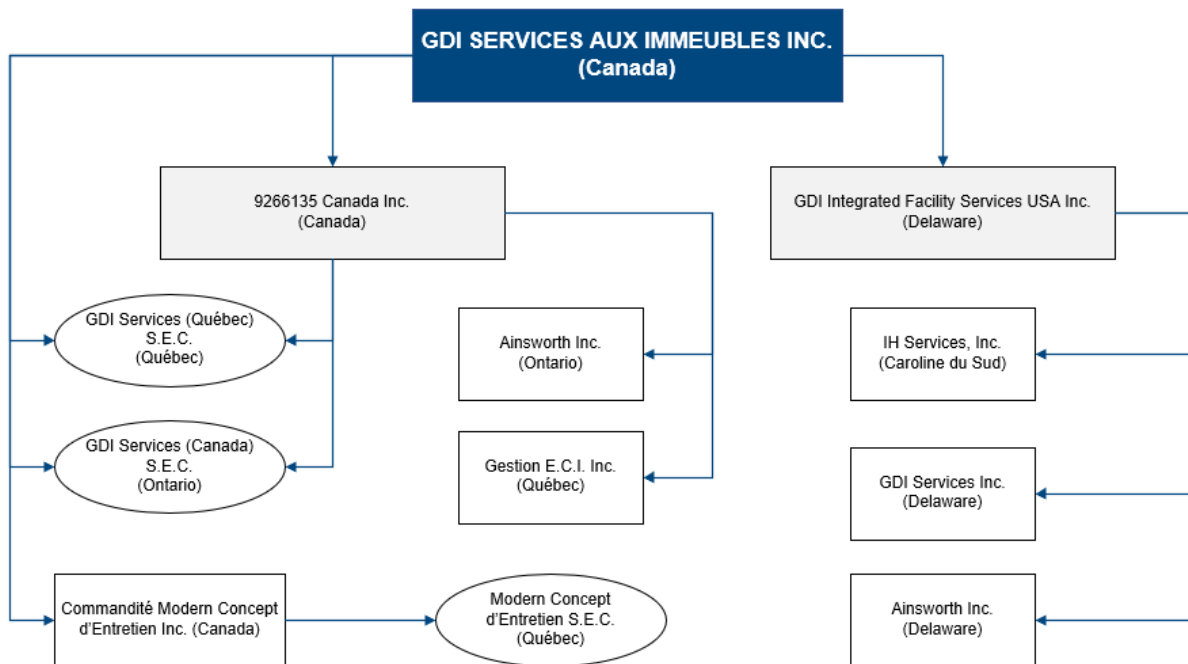 GDI SERVICES AUX IMMEUBLES INC.
(Canada)
9266135 Canada Inc.
(Canada)
GDI Integrated Facility Services USA Inc.
(Delaware)
GDI Services (Québec)
S.E.C.
(Québec)
Ainsworth Inc.
(Ontario)
IH Services, Inc.
(Caroline du Sud)
GDI Services (Canada)
S.E.C.
(Ontario)
Gestion E.C.I. Inc.
(Québec)
GDI Services Inc.
(Delaware)
Commandité Modern Concept
d'Entretien Inc. (Canada)
Modern Concept
d'Entretien S.E.C.
(Québec)
Ainsworth Inc.
(Delaware)